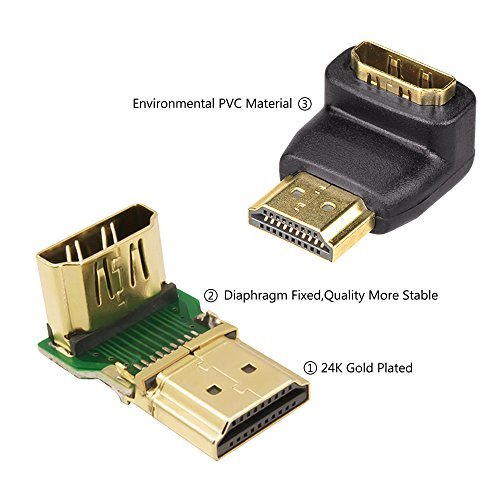 Environmental PVC Material ③
② Diaphragm Fixed,Quality More Stable
① 24K Gold Plated